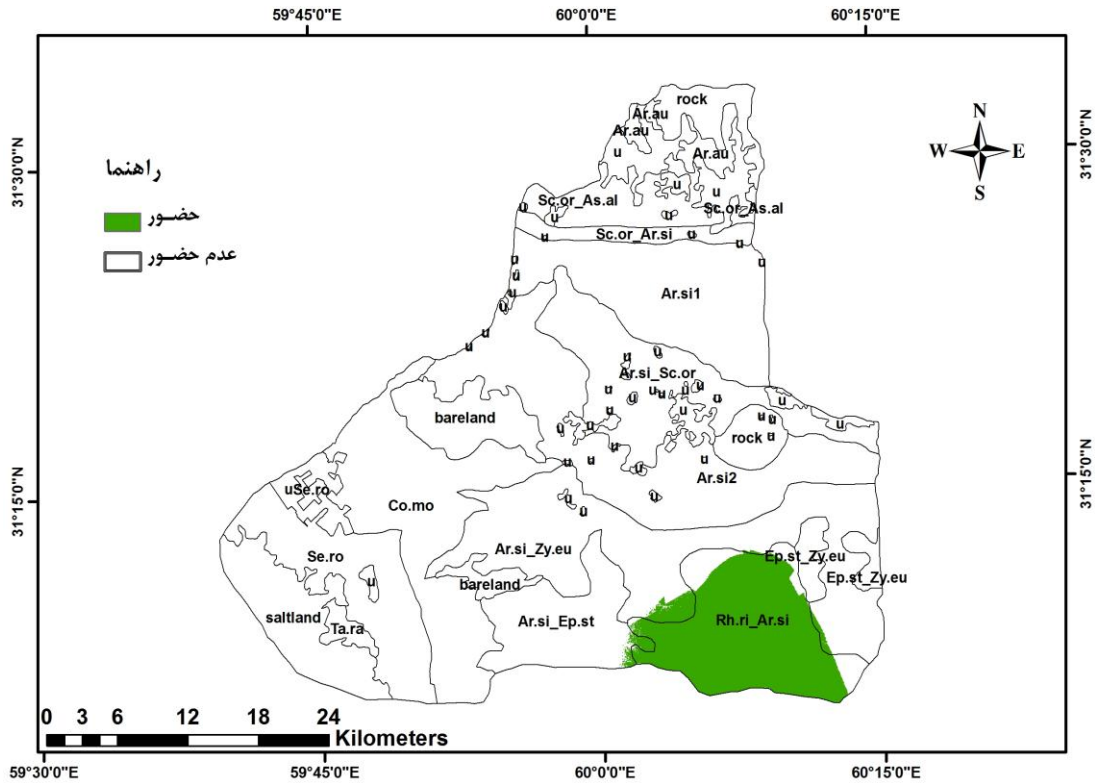 59°45'0"E 60°0'0"E 60°15'0"E
31°30'0"N
31°15'0"N
31°30'0"N
31°15'0"N
N
W E
S
راهنما
حضــور
عدم حضــور
rock
Ar.au
Ar.au
u
Ar.au
u
u
Sc.or_As.al
u
u
u
Sc.or_As.al
Sc.or_Ar.si
u
u
u
u
u
u
u
u
Ar.si1
u
u
u
u
u
Ar.si_Sc.or
u
u
u
u
u
u
u
u
u
u
u
bareland
u
u
u
u
u
rock
u
u
u
u
u
u
Ar.si2
uSe.ro
Co.mo
u
u
u
Ar.si_Zy.eu
Ep.st_Zy.eu
Ep.st_Zy.eu
Se.ro
u
bareland
saltland
Ta.ra
Ar.si_Ep.st
Rh.ri_Ar.si
0 3 6 12 18 24
Kilometers
59°30'0"E 59°45'0"E 60°0'0"E 60°15'0"E